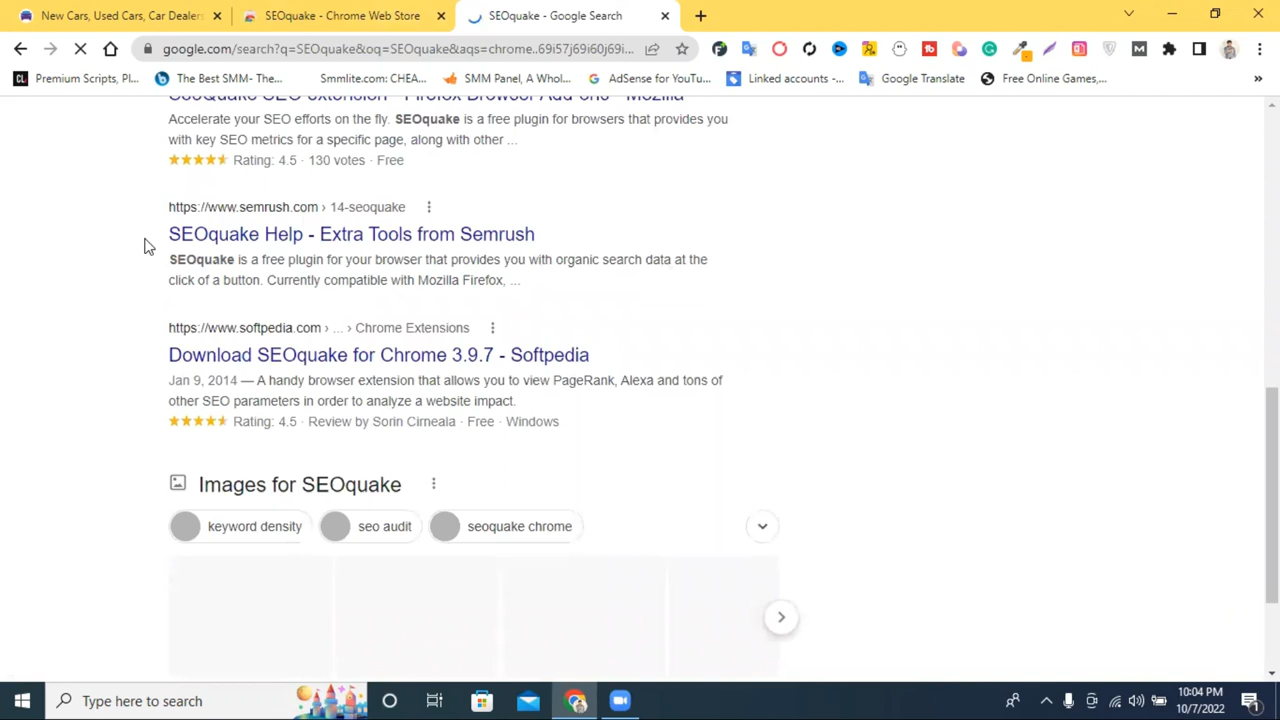 New Cars, Used Cars, Car Dealers
SEOquake - Chrome Web Store
SEOquake - Google Search
google.com/search?q=SEOquake&oq=SEOquake&aqs=chrome..69i57j69i60j69i...
Premium Scripts, Pl...
The Best SMM- The...
Smmlite.com: CHEA...
SMM Panel, A Whol...
AdSense for YouTu...
Linked accounts -...
Google Translate
Free Online Games,...
SeoQuake SEO extension - Firefox Browser Add-ons - Mozilla
Accelerate your SEO efforts on the fly. SEOquake is a free plugin for browsers that provides you
with key SEO metrics for a specific page, along with other ...
Rating: 4.5 · 130 votes · Free
https://www.semrush.com › 14-seoquake
SEOquake Help - Extra Tools from Semrush
SEOquake is a free plugin for your browser that provides you with organic search data at the
click of a button. Currently compatible with Mozilla Firefox, ...
https://www.softpedia.com › ... › Chrome Extensions
Download SEOquake for Chrome 3.9.7 - Softpedia
Jan 9, 2014 — A handy browser extension that allows you to view PageRank, Alexa and tons of
other SEO parameters in order to analyze a website impact.
Rating: 4.5 · Review by Sorin Cirneala · Free · Windows
Images for SEOquake
keyword density
seo audit
seoquake chrome
Type here to search
10:04 PM
10/7/2022